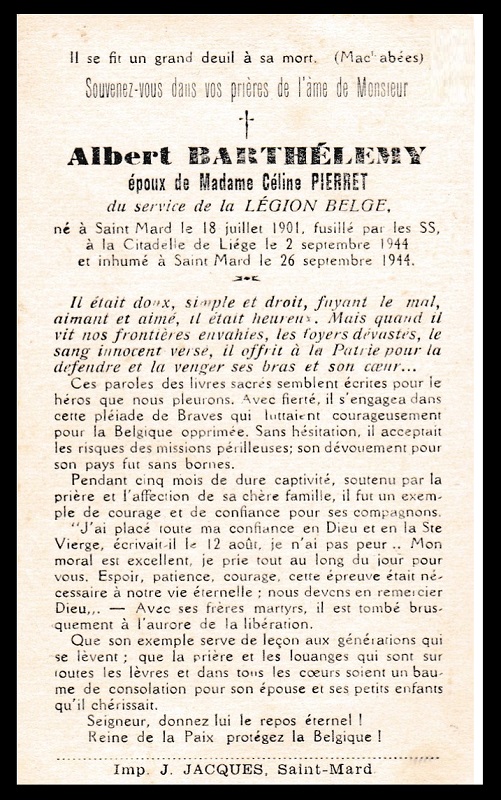 Il se fit un grand deuil à sa mort. (Machabées)
Souvenez-vous dans vos prières de l'âme de Monsieur
Albert BARTHÉLEMY
époux de Madame Céline PIERRET
du service de la LÉGION BELGE,
né à Saint Mard le 18 juillet 1901, fusillé par les SS,
à la Citadelle de Liége le 2 septembre 1944
et inhumé à Saint Mard le 26 septembre 1944.
Il était doux, simple et droit, fuyant le mal,
aimant et aimé, il était heureux. Mais quand il
vit nos frontières envahies, les foyers dévastés, le
sang innocent versé, il offrit à la Patrie pour la
défendre et la venger ses bras et son cœur...
Ces paroles des livres sacrés semblent écrites pour le
héros que nous pleurons. Avec fierté, il s'engagea dans
cette pléiade de Braves qui luttaient courageusement
pour la Belgique opprimée. Sans hésitation, il acceptait
les risques des missions périlleuses; son dévouement pour
son pays fut sans bornes.
Pendant cinq mois de dure captivité, soutenu par la
prière et l'affection de sa chère famille, il fut un exem-
ple de courage et de confiance pour ses compagnons.
"J'ai placé toute ma confiance en Dieu et en la Ste
Vierge, écrivait-il le 12 août, je n'ai pas peur .. Mon
moral est excellent, je prie tout au long du jour pour
vous. Espoir, patience, courage, cette épreuve était né-
cessaire à notre vie éternelle ; nous devons en remercier
Dieu,.. — Avec ses frères martyrs, il est tombé brus-
quement à l'aurore de la libération.
Que son exemple serve de leçon aux générations qui
se lèvent ; que la prière et les louanges qui sont sur
toutes les lèvres et dans tous les cœurs soient un bau-
me de consolation pour son épouse et ses petits enfants
qu'il chérissait.
Seigneur, donnez lui le repos éternel !
Reine de la Paix protégez la Belgique !
Imp. J. JACQUES, Saint-Mard